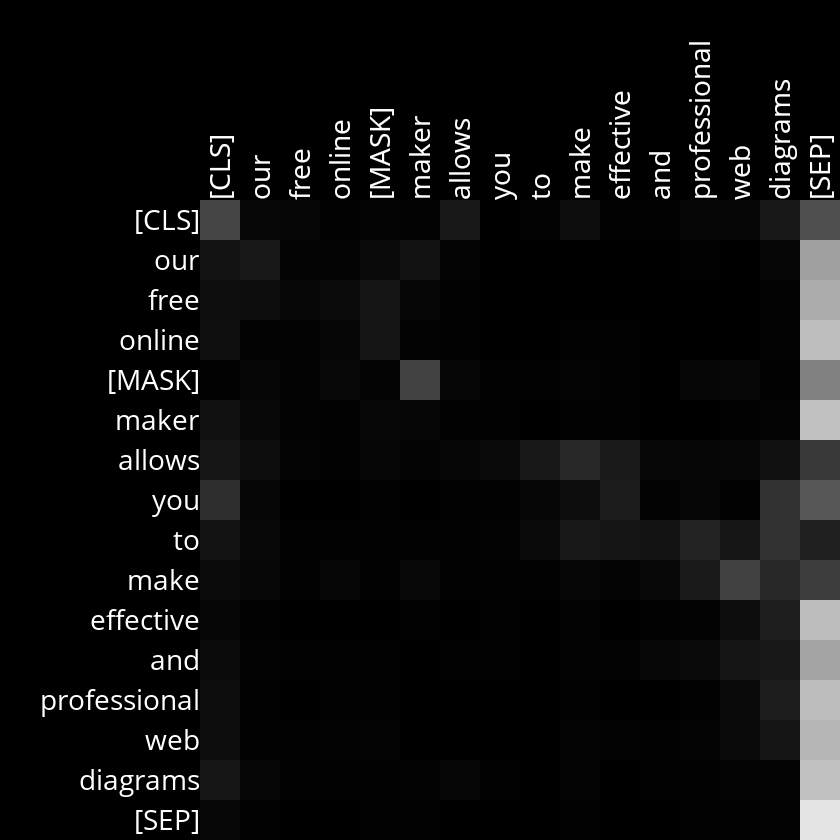 [CLS] our free online [MASK] maker allows you to make effective and professional web diagrams [SEP]
[CLS]
our
free
online
[MASK]
maker
allows
you
to
make
effective
and
professional
web
diagrams
[SEP]